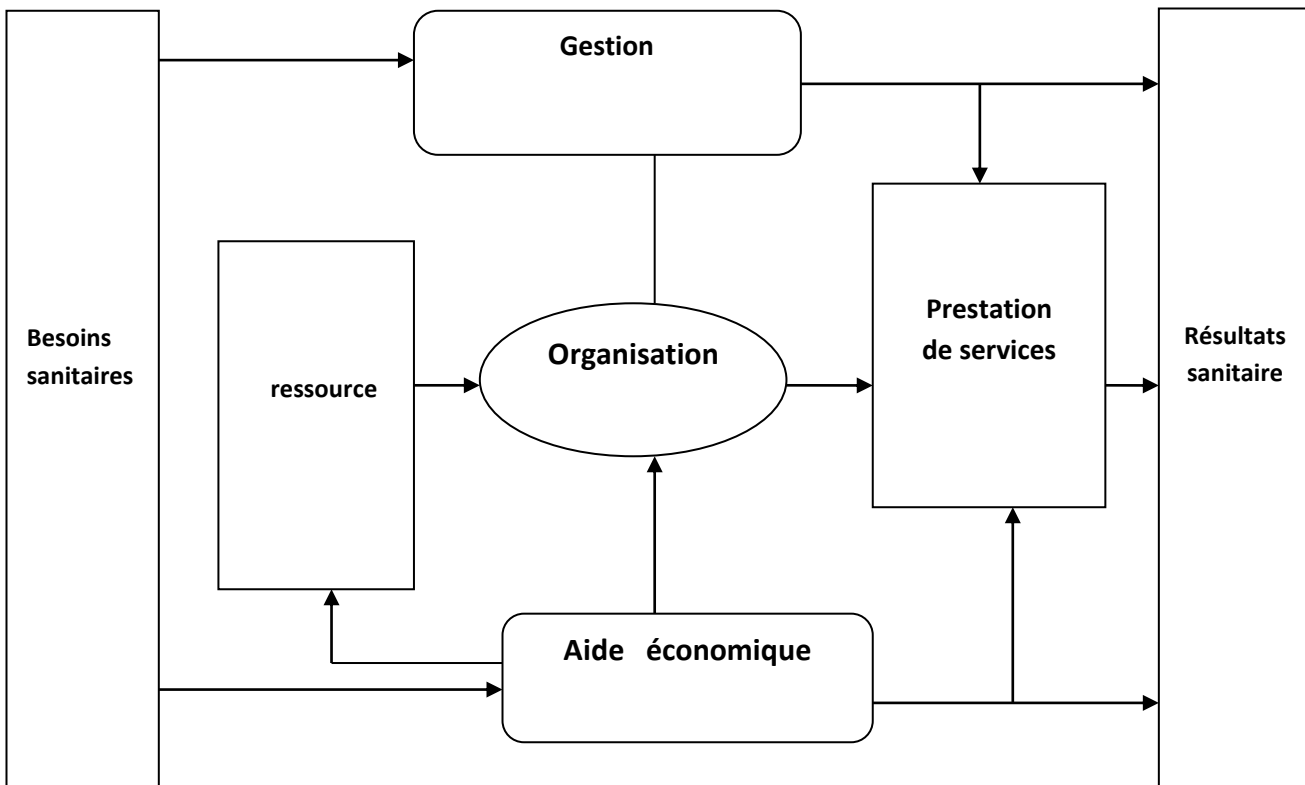 Gestion
Besoins
sanitaires
ressource
Organisation
Prestation
de services
Résultats
sanitaire
Aide économique